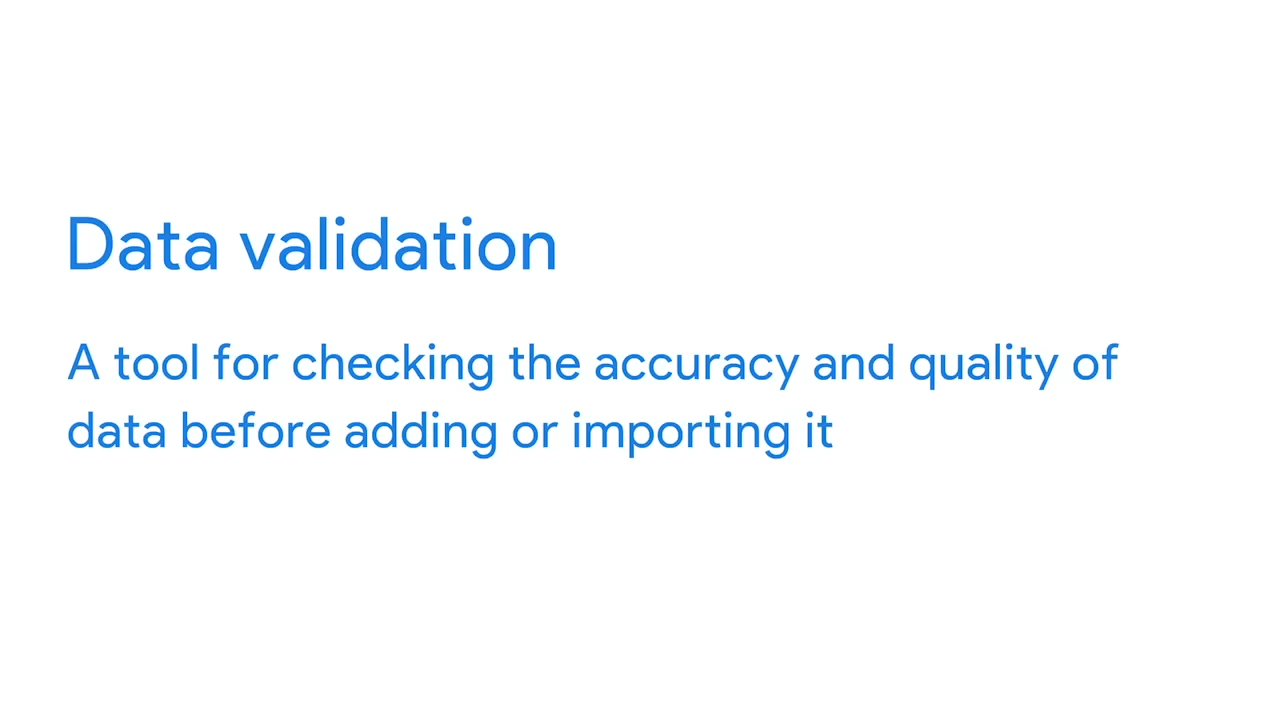 Data validation
A tool for checking the accuracy and quality of
data before adding or importing it